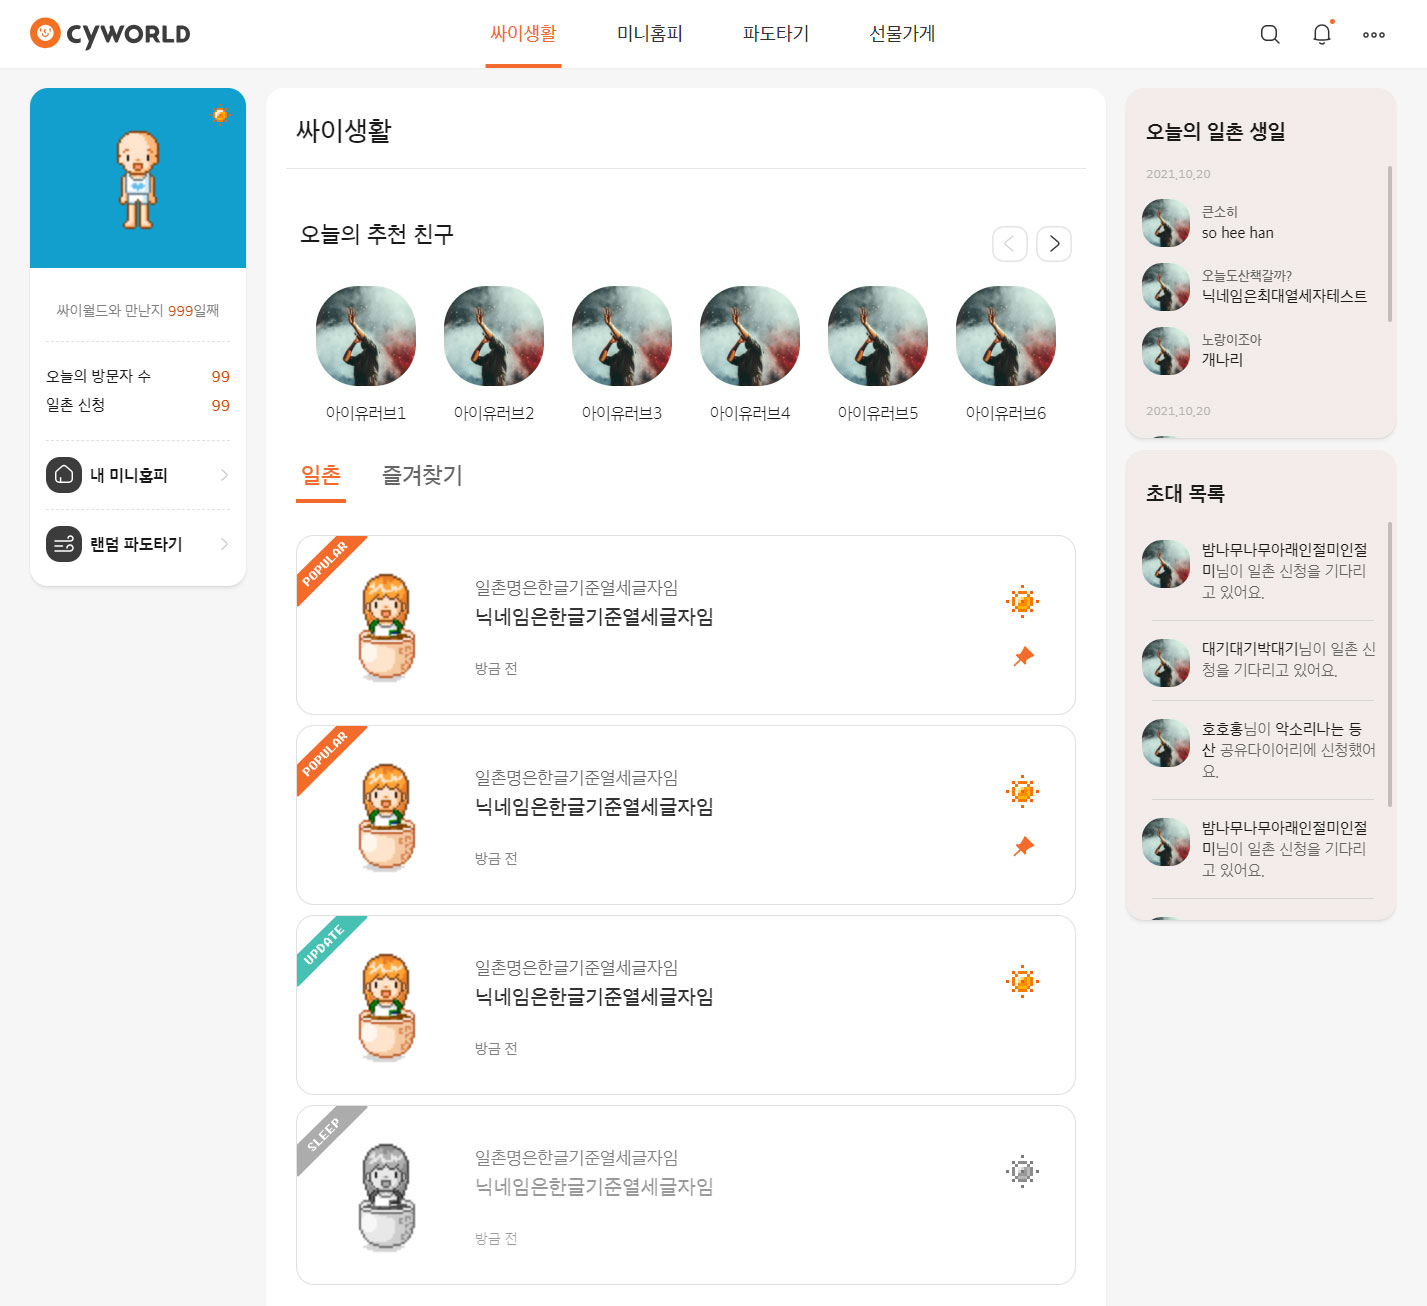 CYWORLD
싸이생활
미니홈피
파도타기
선물가게
싸이월드와 만난지 999일째
오늘의 방문자 수 99
일촌 신청 99
내 미니홈피
랜덤 파도타기
싸이생활
오늘의 추천 친구
아이유러브1
아이유러브2
아이유러브3
아이유러브4
아이유러브5
아이유러브6
일촌
즐겨찾기
POPULAR
일촌명은한글기준열세글자임
닉네임은한글기준열세글자임
방금 전
POPULAR
일촌명은한글기준열세글자임
닉네임은한글기준열세글자임
방금 전
UPDATE
일촌명은한글기준열세글자임
닉네임은한글기준열세글자임
방금 전
SLEEP
일촌명은한글기준열세글자임
닉네임은한글기준열세글자임
방금 전
오늘의 일촌 생일
2021.10.20
큰소히
so hee han
오늘도산책갈까?
닉네임은최대열세자테스트
노랑이조아
개나리
2021.10.20
초대 목록
밤나무나무아래인절미인절
미님이 일촌 신청을 기다리
고 있어요.
대기대기박대기님이 일촌 신
청을 기다리고 있어요.
호호홍님이 악소리나는 등
산 공유다이어리에 신청했어
요.
밤나무나무아래인절미인절
미님이 일촌 신청을 기다리
고 있어요.